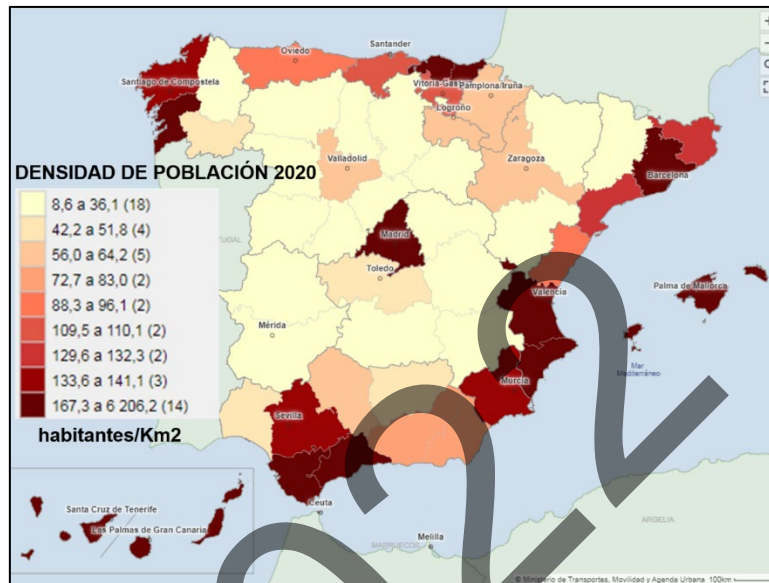 Oviedo
Santander
Santiago de Compostela
Vitoria-Gas
Pamplona/Iruña
Logroño
Valladolid
Zaragoza
Barcelona
DENSIDAD DE POBLACIÓN 2020
8,6 a 36,1 (18)
42,2 a 51,8 (4)
56,0 a 64,2 (5)
72,7 a 83,0 (2)
88,3 a 96,1 (2)
109,5 a 110,1 (2)
129,6 a 132,3 (2)
133,6 a 141,1 (3)
167,3 a 6 206,2 (14)
habitantes/Km2
TUGAL
Madrid
Toledo
Valencia
Palma de Mallorca
Mérida
Mar
Mediterráneo
Murcia
Sevilla
Santa Cruz de Tenerife
Las Palmas de Gran Canaria
Ceuta
Melilla
MARRUECOS
ARGELIA
© Ministerio de Transportes, Movilidad y Agenda Urbana 100km